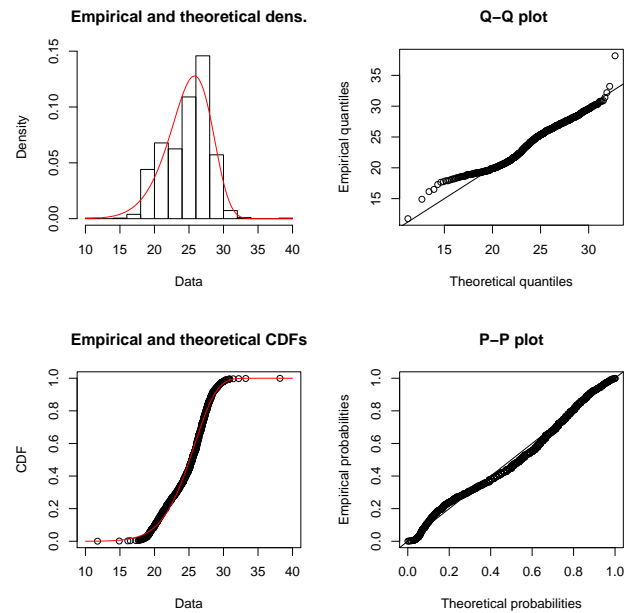 Empirical and theoretical dens.
Density
0.00 0.05 0.10 0.15
10 15 20 25 30 35 40
Data
Q−Q plot
Empirical quantiles
15 20 25 30 35
15 20 25 30
Theoretical quantiles
Empirical and theoretical CDFs
CDF
0.0 0.2 0.4 0.6 0.8 1.0
10 15 20 25 30 35 40
Data
P−P plot
Empirical probabilities
0.0 0.2 0.4 0.6 0.8 1.0
0.0 0.2 0.4 0.6 0.8 1.0
Theoretical probabilities